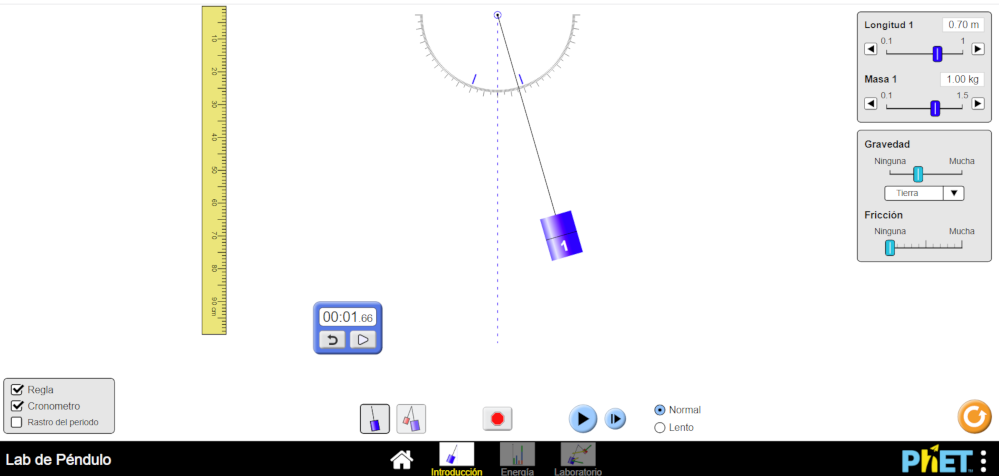 Longitud 1 0.70 m
0.1 1
Masa 1 1.00 kg
0.1 1.5
Gravedad
Ninguna Mucha
Tierra
Fricción
Ninguna Mucha
10
20
30
40
50
60
70
80
90 cm
1
00:01.66
Regla
Cronometro
Rastro del periodo
Normal
Lento
Lab de Péndulo
Introducción
Energía
Laboratorio
PhET